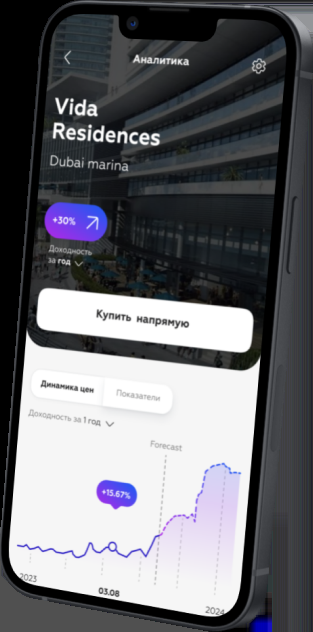 Аналитика
Vida
Residences
Dubai marina
+30%
Доходность
за год
Купить напрямую
Динамика цен
Показатели
Доходность за 1 год
Forecast
+15.67%
2023
03.08
2024